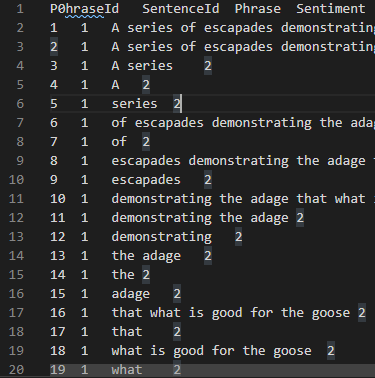 1 P0hraseId SentenceId Phrase Sentiment
2 1 1 A series of escapades demonstrating
3 2 1 A series of escapades demonstrating
4 3 1 A series 2
5 4 1 A 2
6 5 1 series 2
7 6 1 of escapades demonstrating the ada
8 7 1 of 2
9 8 1 escapades demonstrating the adage
10 9 1 escapades 2
11 10 1 demonstrating the adage that what
12 11 1 demonstrating the adage 2
13 12 1 demonstrating 2
14 13 1 the adage 2
15 14 1 the 2
16 15 1 adage 2
17 16 1 that what is good for the goose 2
18 17 1 that 2
19 18 1 what is good for the goose 2
20 19 1 what 2